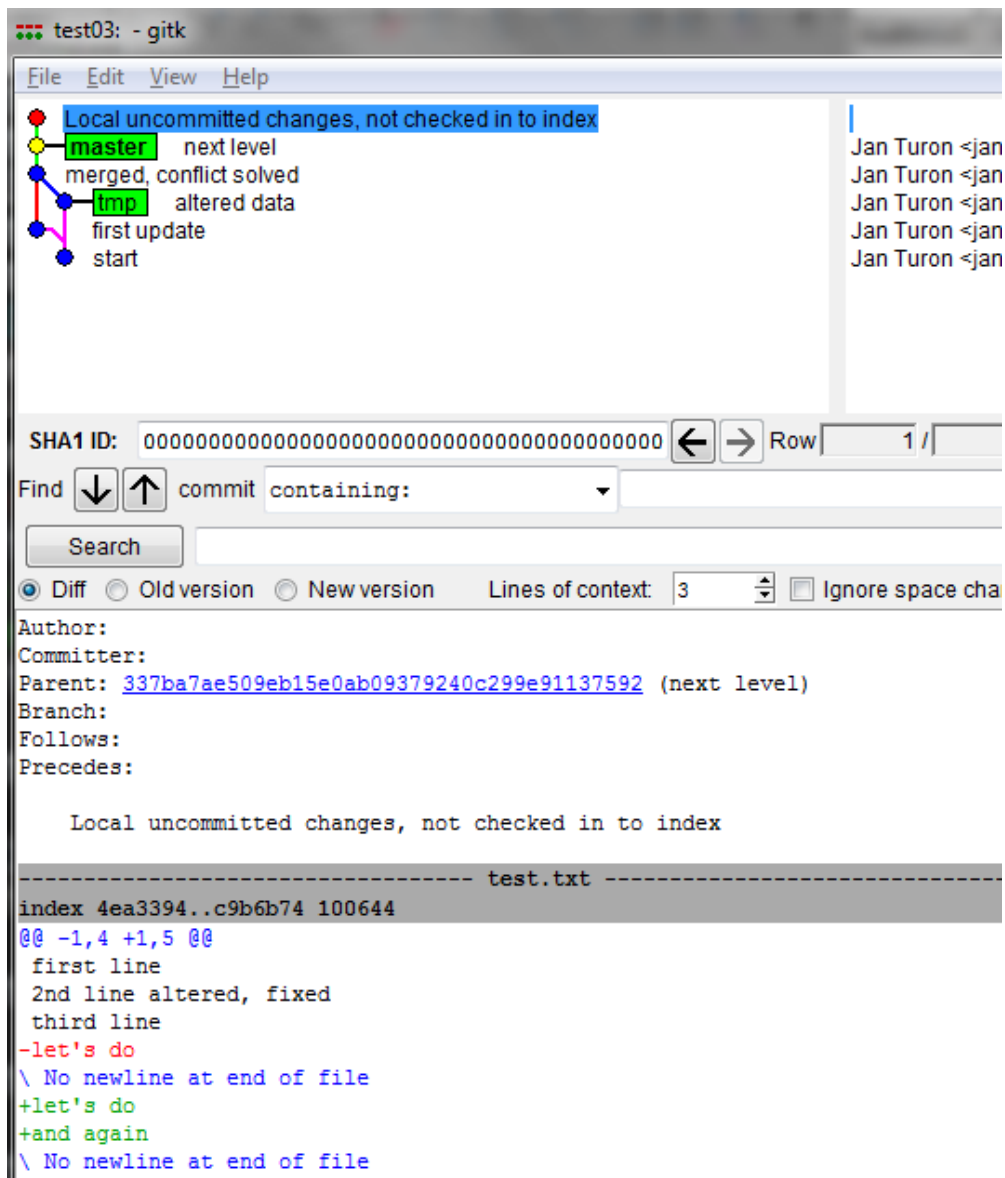 test03: - gitk
File Edit View Help
Local uncommitted changes, not checked in to index
master next level Jan Turon <jan
merged, conflict solved Jan Turon <jan
tmp altered data Jan Turon <jan
first update Jan Turon <jan
start Jan Turon <jan
SHA1 ID: 0000000000000000000000000000000000000000 Row 1 /
Find commit containing:
Search
Diff Old version New version Lines of context: 3 Ignore space cha
Author:
Committer:
Parent: 337ba7ae509eb15e0ab09379240c299e91137592 (next level)
Branch:
Follows:
Precedes:
Local uncommitted changes, not checked in to index
----------------------------------- test.txt -------------------------------
index 4ea3394..c9b6b74 100644
@@ -1,4 +1,5 @@
first line
2nd line altered, fixed
third line
-let's do
\ No newline at end of file
+let's do
+and again
\ No newline at end of file